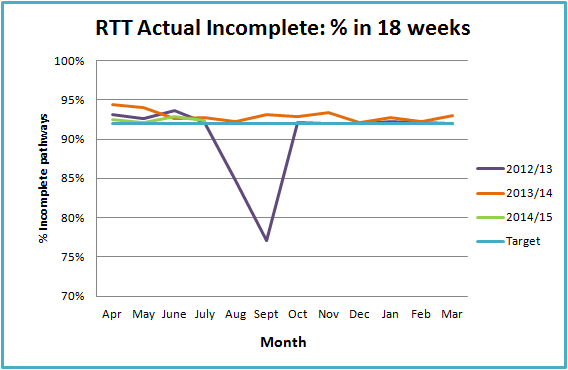 RTT Actual Incomplete: % in 18 weeks
100%
95%
90%
85%
80%
75%
70%
% Incomplete pathways
Apr May June July Aug Sept Oct Nov Dec Jan Feb Mar
Month
2012/13
2013/14
2014/15
Target